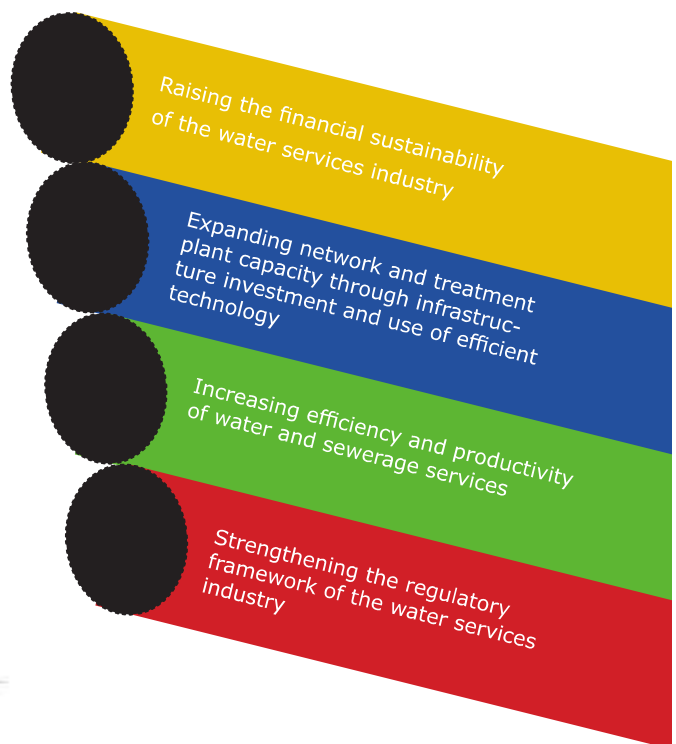 Raising the financial sustainability
of the water services industry
Expanding network and treatment
plant capacity through infrastruc-
ture investment and use of efficient
technology
Increasing efficiency and productivity
of water and sewerage services
Strengthening the regulatory
framework of the water services
industry